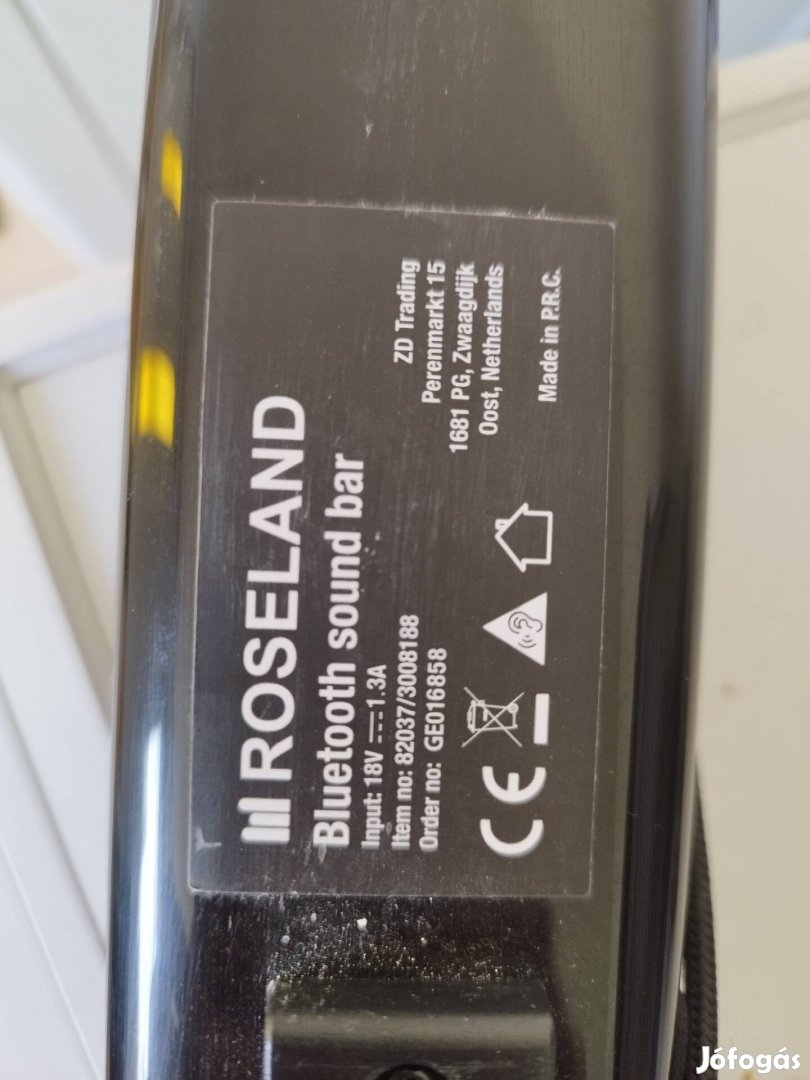 ROSELAND
Bluetooth sound bar
Input: 18V ⎓ 1.3A
Item no: 82037/3008188
Order no: GE016858
CE
ZD Trading
Perenmarkt 15
1681 PG, Zwaagdijk
Oost, Netherlands
Made in P.R.C.
Jófogás